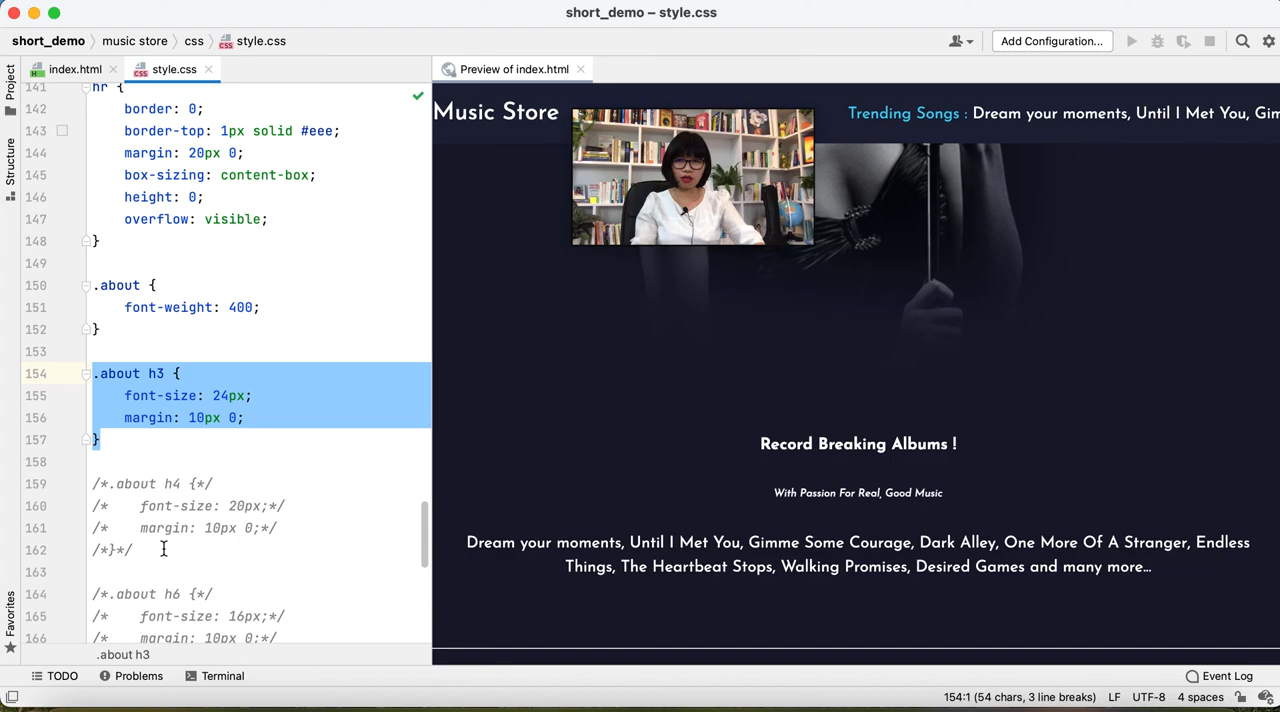 short_demo – style.css
short_demo
music store
css
style.css
Add Configuration...
index.html
style.css
Preview of index.html
Project
Structure
Favorites
141 hr {
142 border: 0;
143 border-top: 1px solid #eee;
144 margin: 20px 0;
145 box-sizing: content-box;
146 height: 0;
147 overflow: visible;
148 }
149
150 .about {
151 font-weight: 400;
152 }
153
154 .about h3 {
155 font-size: 24px;
156 margin: 10px 0;
157 }
158
159 /*.about h4 {*/
160 /* font-size: 20px;*/
161 /* margin: 10px 0;*/
162 /*}*/
163
164 /*.about h6 {*/
165 /* font-size: 16px;*/
166 /* margin: 10px 0;*/
.about h3
Music Store
Trending Songs : Dream your moments, Until I Met You, Gim
Record Breaking Albums !
With Passion For Real, Good Music
Dream your moments, Until I Met You, Gimme Some Courage, Dark Alley, One More Of A Stranger, Endless
Things, The Heartbeat Stops, Walking Promises, Desired Games and many more...
TODO
Problems
Terminal
Event Log
154:1 (54 chars, 3 line breaks)
LF
UTF-8
4 spaces